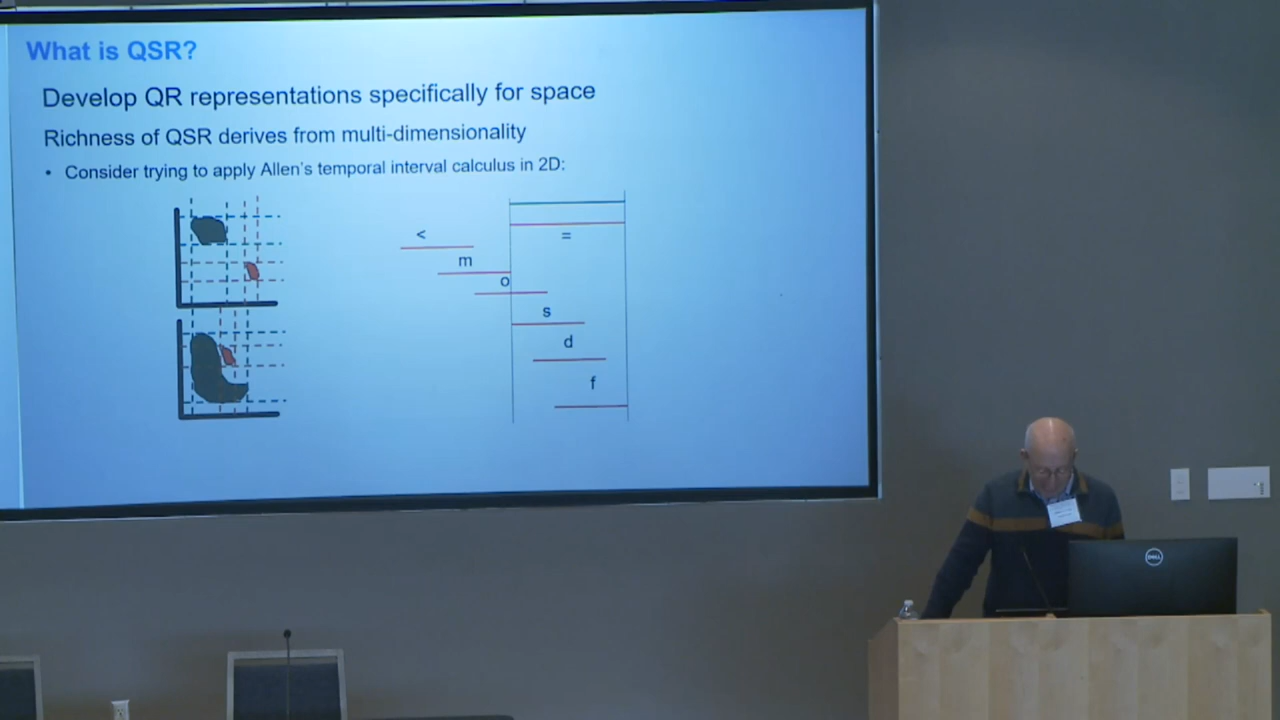 What is QSR?
Develop QR representations specifically for space
Richness of QSR derives from multi-dimensionality
• Consider trying to apply Allen's temporal interval calculus in 2D:
<
=
m
o
s
d
f
DELL